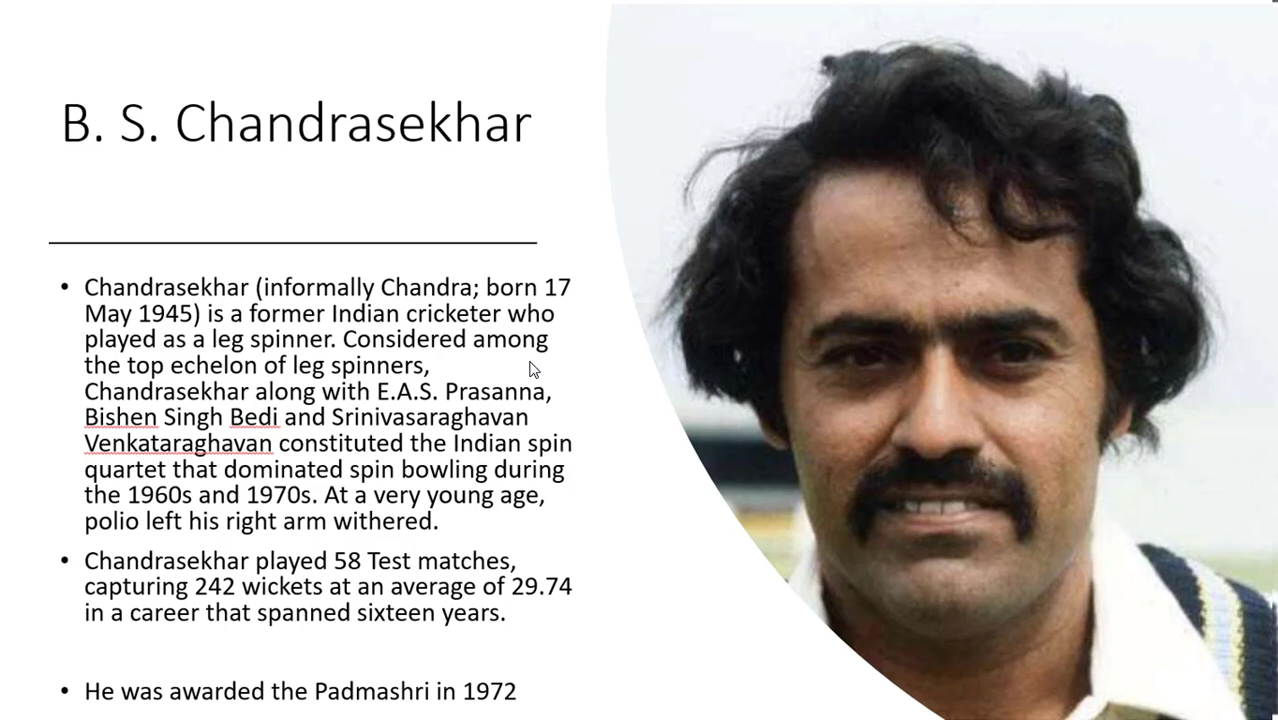 B. S. Chandrasekhar
• Chandrasekhar (informally Chandra; born 17
May 1945) is a former Indian cricketer who
played as a leg spinner. Considered among
the top echelon of leg spinners,
Chandrasekhar along with E.A.S. Prasanna,
Bishen Singh Bedi and Srinivasaraghavan
Venkataraghavan constituted the Indian spin
quartet that dominated spin bowling during
the 1960s and 1970s. At a very young age,
polio left his right arm withered.
• Chandrasekhar played 58 Test matches,
capturing 242 wickets at an average of 29.74
in a career that spanned sixteen years.
• He was awarded the Padmashri in 1972